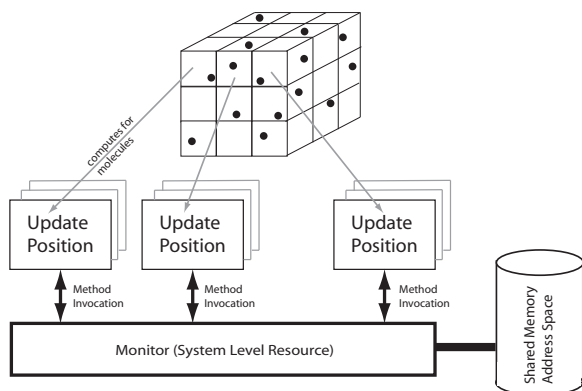 computes for
molecules
Update
Position
Update
Position
Update
Position
Method
Invocation
Method
Invocation
Method
Invocation
Monitor (System Level Resource)
Shared Memory
Address Space